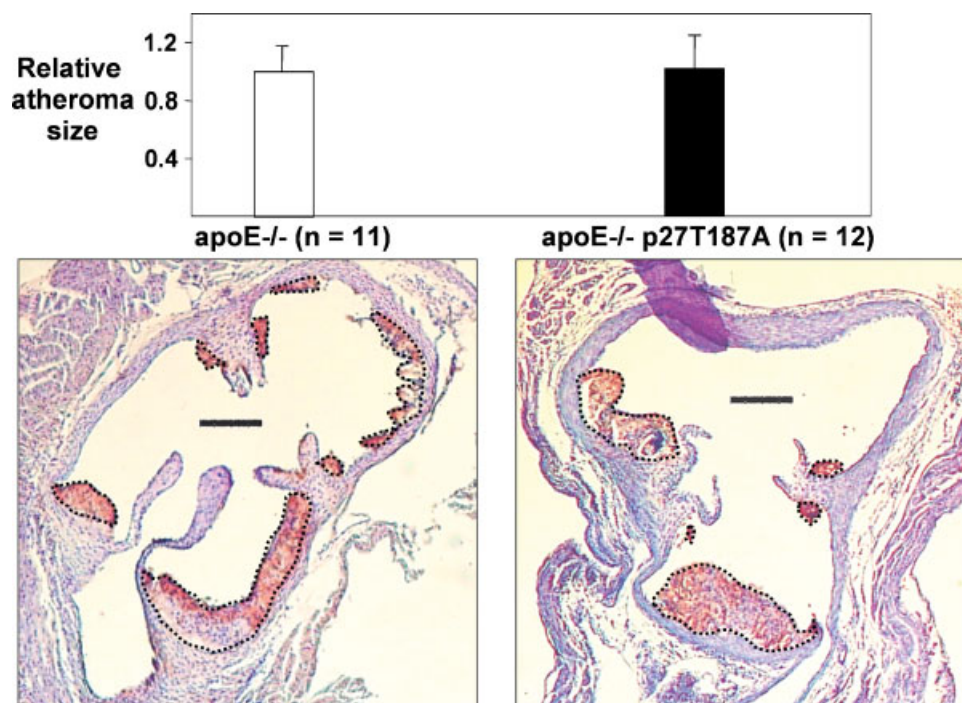 Relative
atheroma
size
1.2
0.8
0.4
apoE-/- (n = 11)
apoE-/- p27T187A (n = 12)